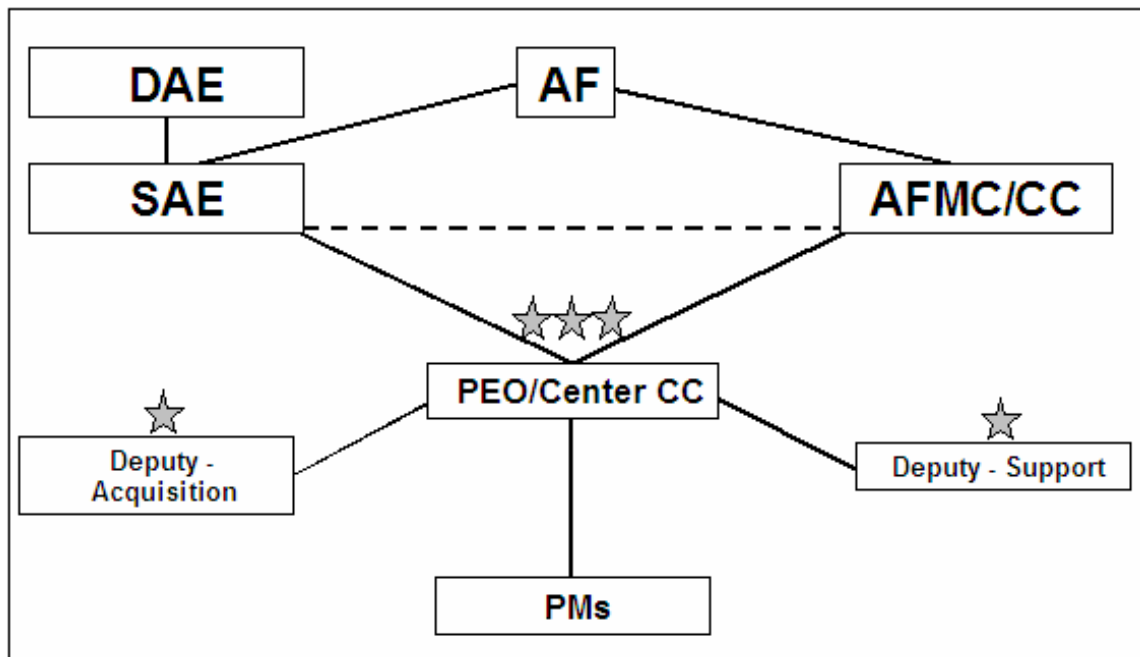 DAE
AF
SAE
AFMC/CC
PEO/Center CC
Deputy -
Acquisition
Deputy - Support
PMs